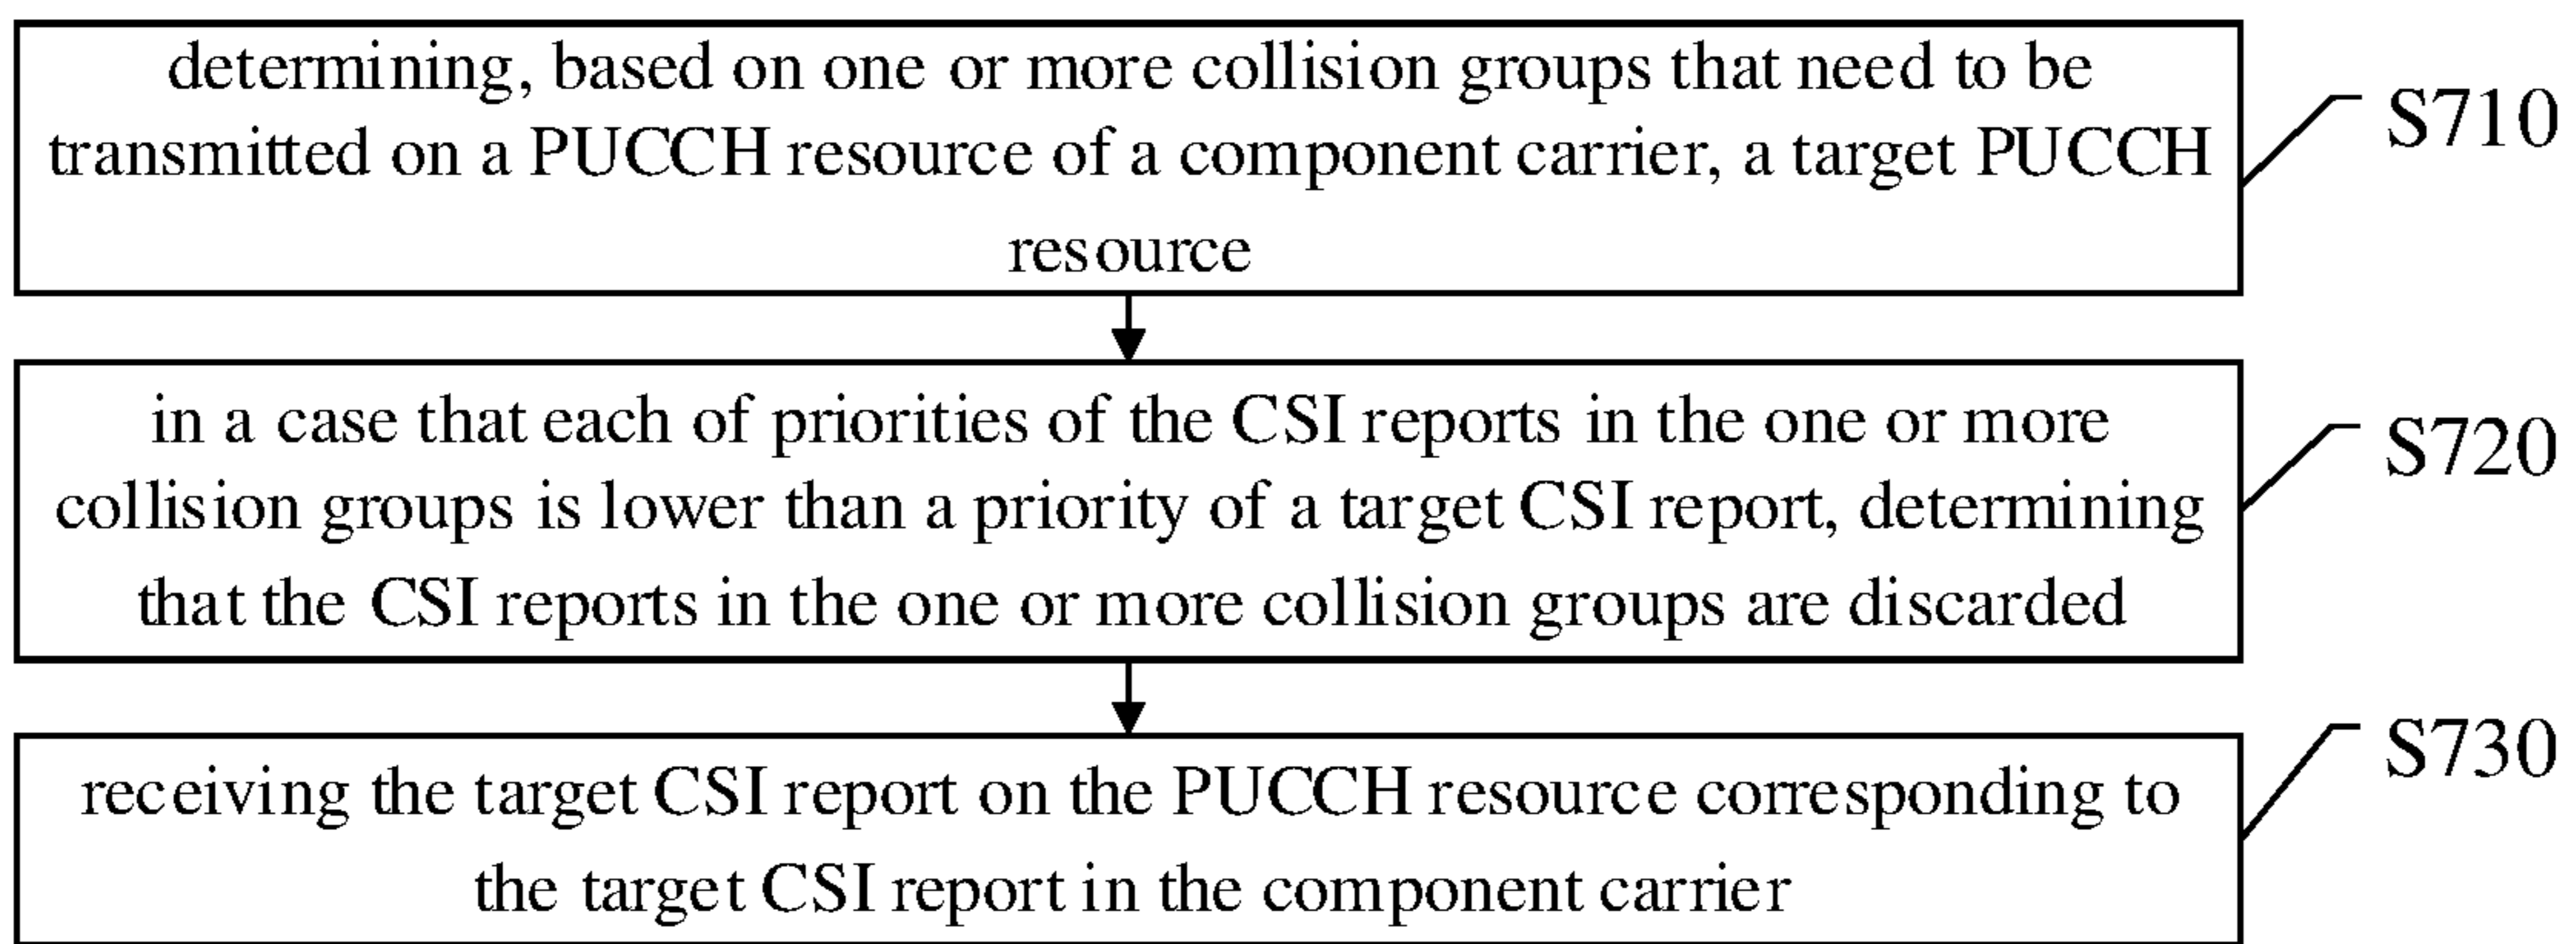 determining, based on one or more collision groups that need to be
transmitted on a PUCCH resource of a component carrier, a target PUCCH
resource
S710
in a case that each of priorities of the CSI reports in the one or more
collision groups is lower than a priority of a target CSI report, determining
that the CSI reports in the one or more collision groups are discarded
S720
receiving the target CSI report on the PUCCH resource corresponding to
the target CSI report in the component carrier
S730